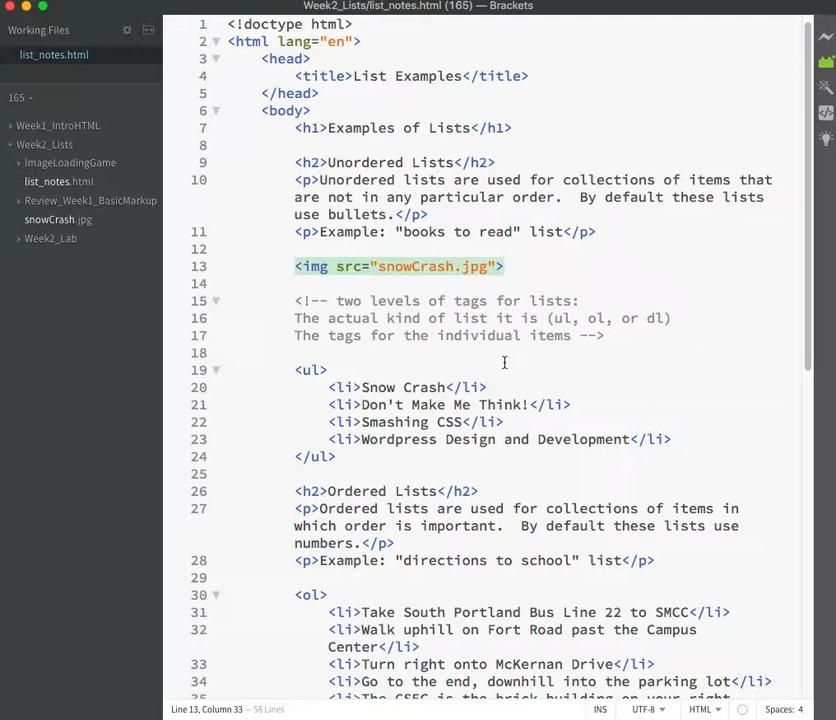 Week2_Lists/list_notes.html (165) — Brackets
Working Files
list_notes.html
165
Week1_IntroHTML
Week2_Lists
ImageLoadingGame
list_notes.html
Review_Week1_BasicMarkup
snowCrash.jpg
Week2_Lab
1 <!doctype html>
2 <html lang="en">
3 <head>
4 <title>List Examples</title>
5 </head>
6 <body>
7 <h1>Examples of Lists</h1>
8
9 <h2>Unordered Lists</h2>
10 <p>Unordered lists are used for collections of items that
are not in any particular order.  By default these lists
use bullets.</p>
11 <p>Example: "books to read" list</p>
12
13 <img src="snowCrash.jpg">
14
15 <!-- two levels of tags for lists:
16 The actual kind of list it is (ul, ol, or dl)
17 The tags for the individual items -->
18
19 <ul>
20 <li>Snow Crash</li>
21 <li>Don't Make Me Think!</li>
22 <li>Smashing CSS</li>
23 <li>Wordpress Design and Development</li>
24 </ul>
25
26 <h2>Ordered Lists</h2>
27 <p>Ordered lists are used for collections of items in
which order is important.  By default these lists use
numbers.</p>
28 <p>Example: "directions to school" list</p>
29
30 <ol>
31 <li>Take South Portland Bus Line 22 to SMCC</li>
32 <li>Walk uphill on Fort Road past the Campus
Center</li>
33 <li>Turn right onto McKernan Drive</li>
34 <li>Go to the end, downhill into the parking lot</li>
35 <li>The CSEC is the brick building on your right
Line 13, Column 33 — 58 Lines
INS
UTF-8
HTML
Spaces: 4